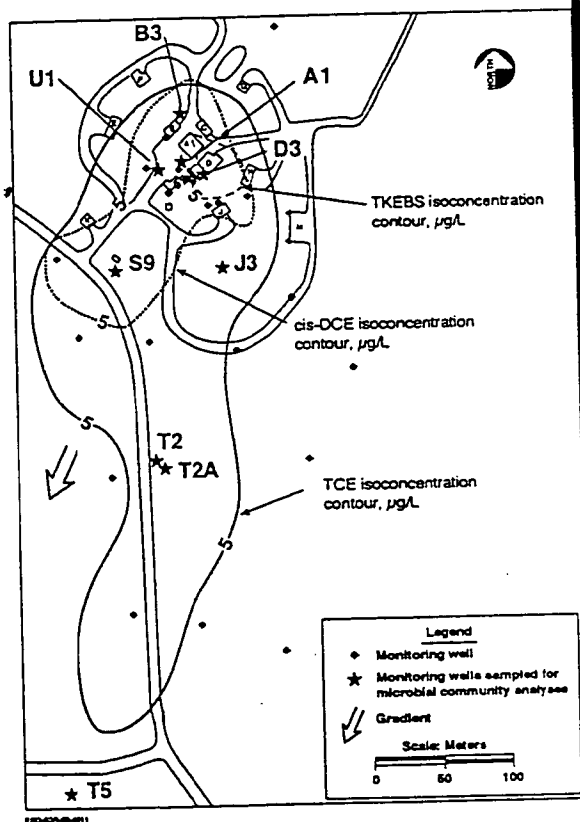 B3
U1
A1
NORTH
D3
5
TKEBS isoconcentration
contour, µg/L
S9
J3
5
cis-DCE isoconcentration
contour, µg/L
5
T2
T2A
TCE isoconcentration
contour, µg/L
5
Legend
Monitoring well
Monitoring wells sampled for
microbial community analyses
Gradient
Scale: Meters
0 50 100
T5